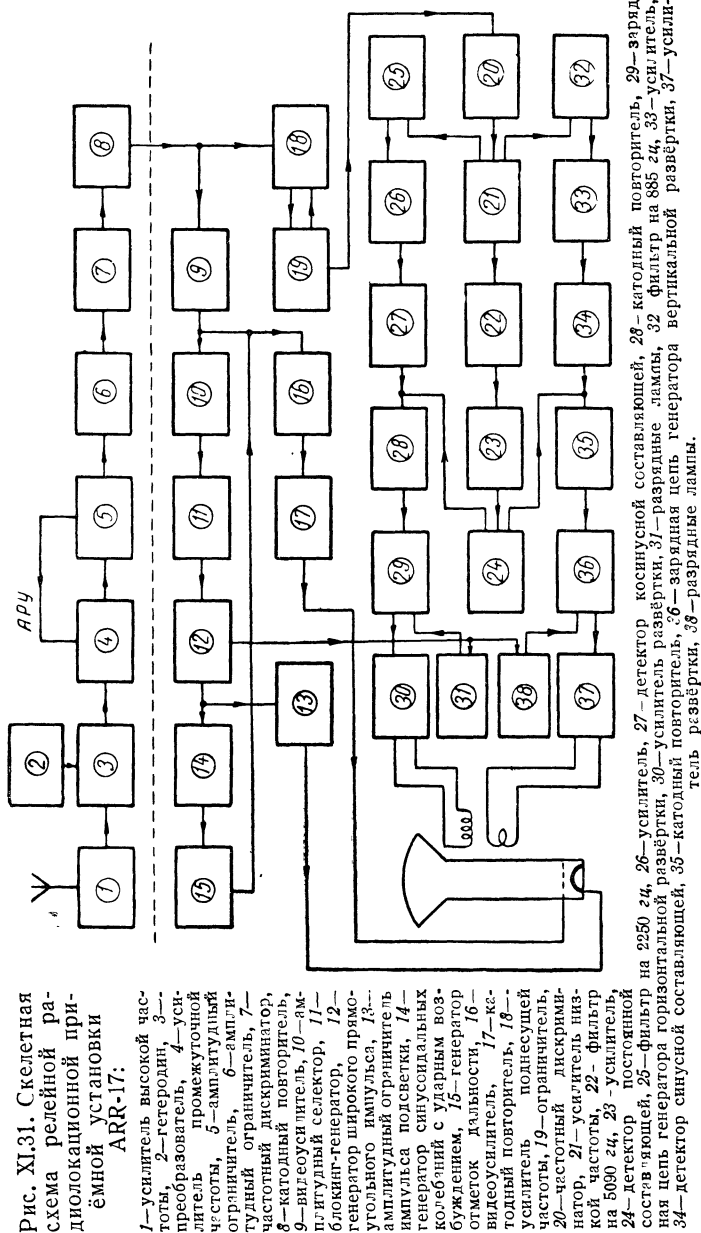 Рис. XI.31. Скелетная
схема релейной ра-
диолокационной при-
ёмной установки
ARR-17:
1—усилитель высокой час-
тоты, 2—гетеродин, 3—
преобразователь, 4—уси-
литель промежуточной
частоты, 5—амплитудный
ограничитель, 6—ампли-
тудный ограничитель, 7—
частотный дискриминатор,
8—катодный повторитель,
9—видеоусилитель, 10—ам-
плитудный селектор, 11—
блокинг-генератор, 12—
генератор широкого прямо-
угольного импульса, 13—
амплитудный ограничитель
импульса подсветки, 14—
генератор синусоидальных
колебаний с ударным воз-
буждением, 15—генератор
отметок дальности, 16—
видеоусилитель, 17—ка-
тодный повторитель, 18—
усилитель поднесущей
частоты, 19—ограничитель,
20—частотный дискрими-
натор, 21—усилитель низ-
кой частоты, 22- фильтр
на 5090 гц, 23 -усилитель,
24—детектор постоянной
составляющей, 25—фильтр на 2250 гц, 26—усилитель, 27—детектор косинусной составляющей, 28—катодный повторитель, 29—заряд-
ная цепь генератора горизонтальной развёртки, 30—усилитель развёртки, 31—разрядные лампы, 32 фильтр на 885 гц, 33—усилитель,
34—детектор синусной составляющей, 35—катодный повторитель, 36—зарядная цепь генератора вертикальной развёртки, 37—усили-
тель развёртки, 38—разрядные лампы.
АРУ
2
1 3 4 5 6 7 8
15 14 12 11 10 9
13 17 16 19 18
30 29 28 27 26 25
31 24 23 22 21 20
38
37 36 35 34 33 32